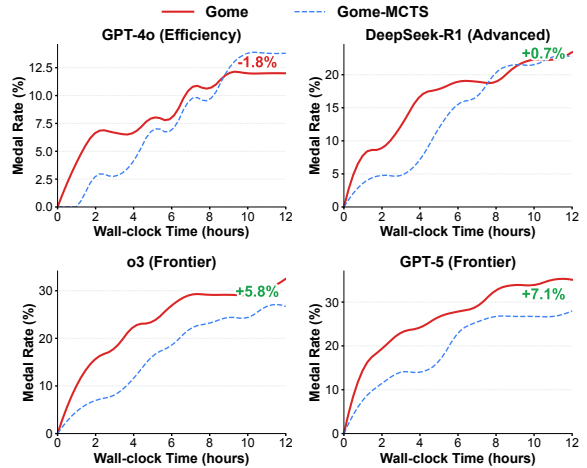 Gome Gome-MCTS
GPT-4o (Efficiency)
Medal Rate (%)
12.5
10.0
7.5
5.0
2.5
0.0
-1.8%
0 2 4 6 8 10 12
Wall-clock Time (hours)
DeepSeek-R1 (Advanced)
Medal Rate (%)
20
15
10
5
0
+0.7%
0 2 4 6 8 10 12
Wall-clock Time (hours)
o3 (Frontier)
Medal Rate (%)
30
20
10
0
+5.8%
0 2 4 6 8 10 12
Wall-clock Time (hours)
GPT-5 (Frontier)
Medal Rate (%)
30
20
10
0
+7.1%
0 2 4 6 8 10 12
Wall-clock Time (hours)